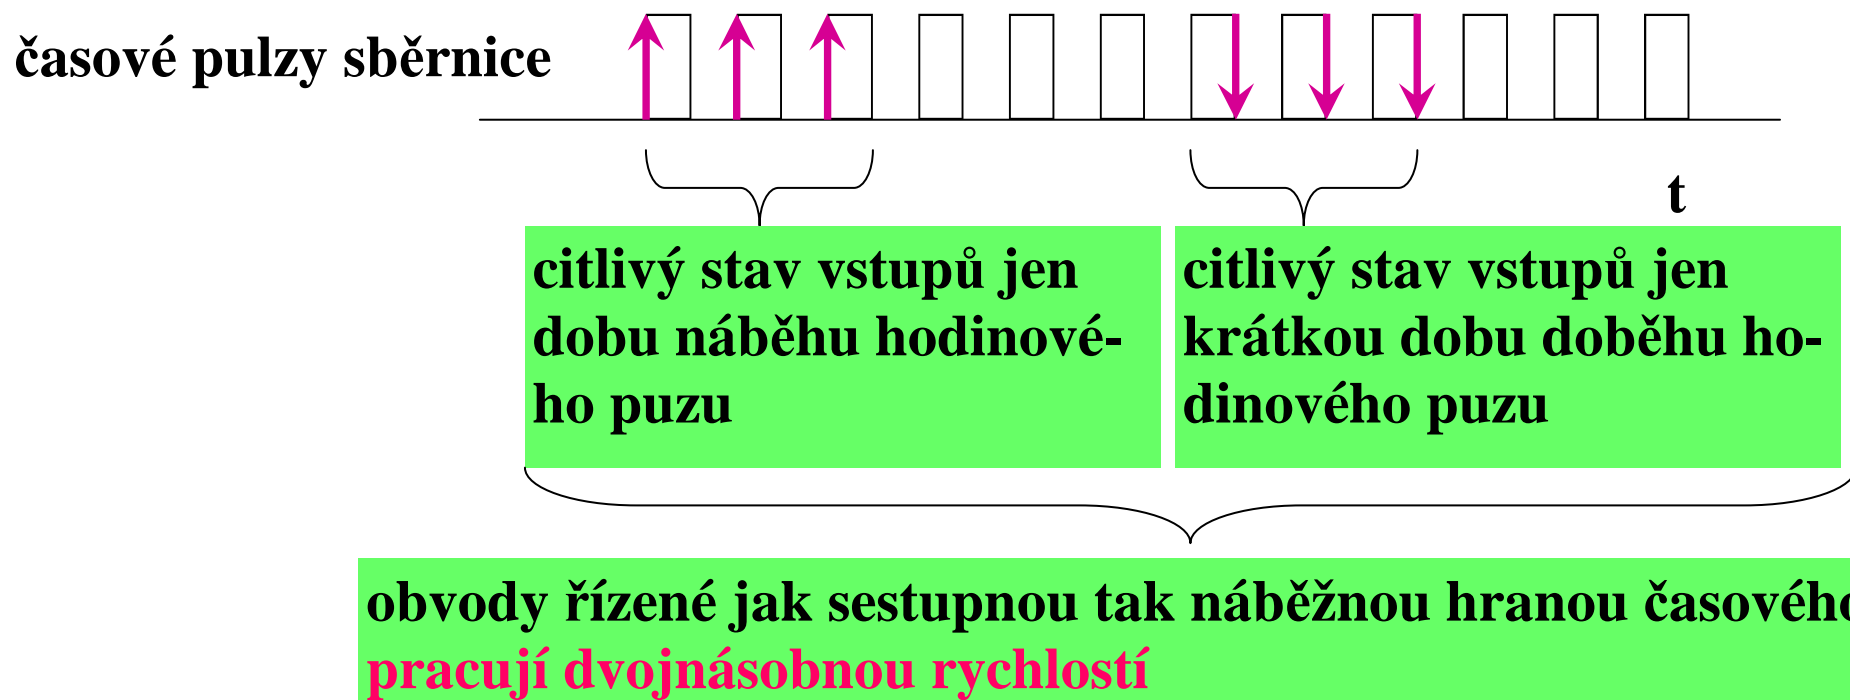 časové pulzy sběrnice
t
citlivý stav vstupů jen
dobu náběhu hodinové-
ho puzu
citlivý stav vstupů jen
krátkou dobu doběhu ho-
dinového puzu
obvody řízené jak sestupnou tak náběžnou hranou časového
pracují dvojnásobnou rychlostí